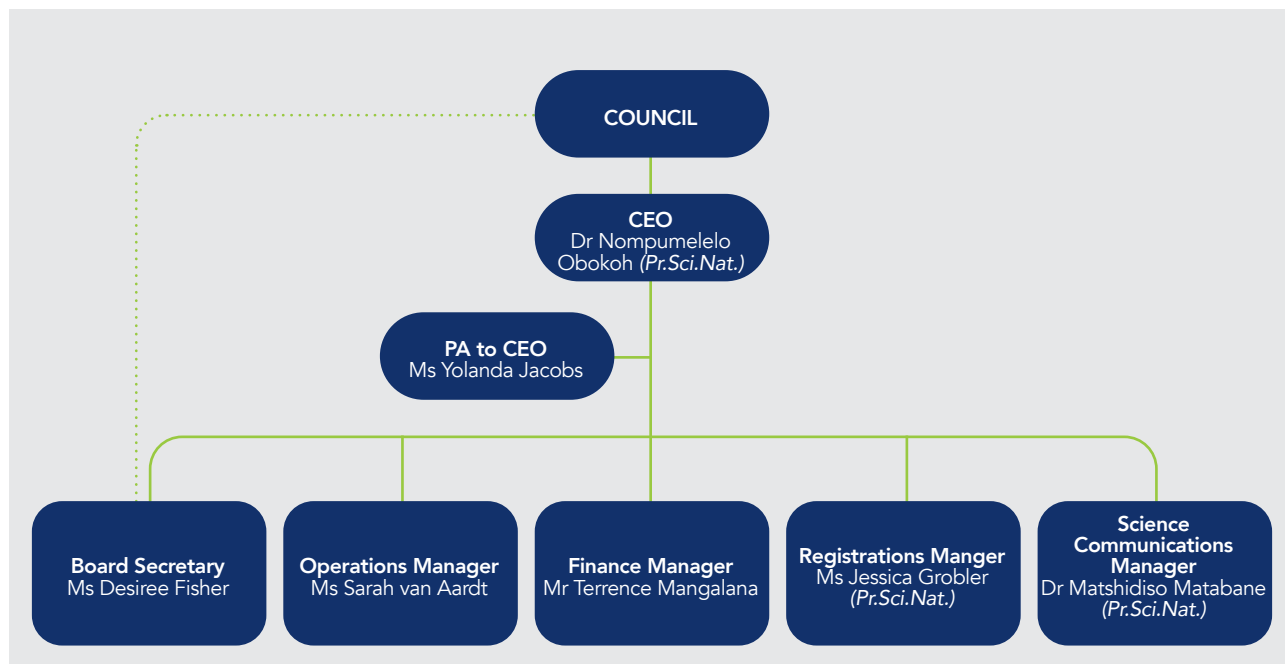 COUNCIL
CEO
Dr Nompumelelo
Obokoh (Pr.Sci.Nat.)
PA to CEO
Ms Yolanda Jacobs
Board Secretary
Ms Desiree Fisher
Operations Manager
Ms Sarah van Aardt
Finance Manager
Mr Terrence Mangalana
Registrations Manger
Ms Jessica Grobler
(Pr.Sci.Nat.)
Science
Communications
Manager
Dr Matshidiso Matabane
(Pr.Sci.Nat.)